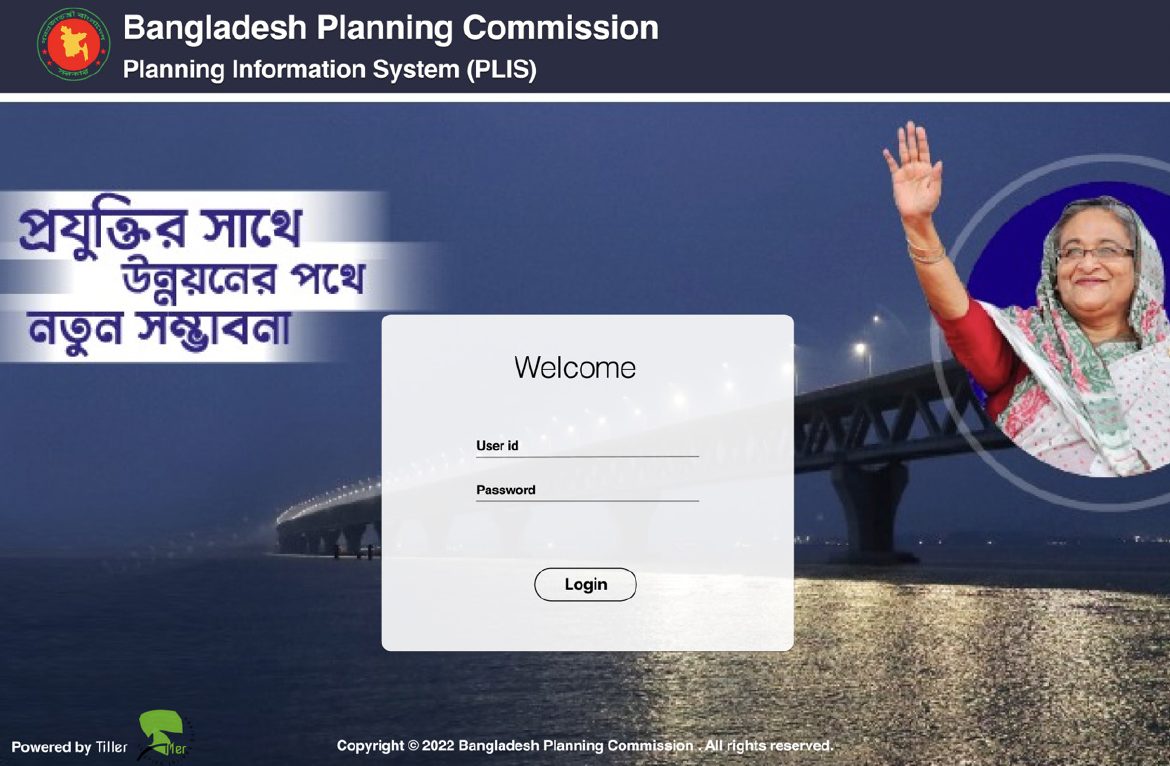 Bangladesh Planning Commission
Planning Information System (PLIS)
প্রযুক্তির সাথে
উন্নয়নের পথে
নতুন সম্ভাবনা
Welcome
User id
Password
Login
Powered by Tiller
Copyright © 2022 Bangladesh Planning Commission . All rights reserved.